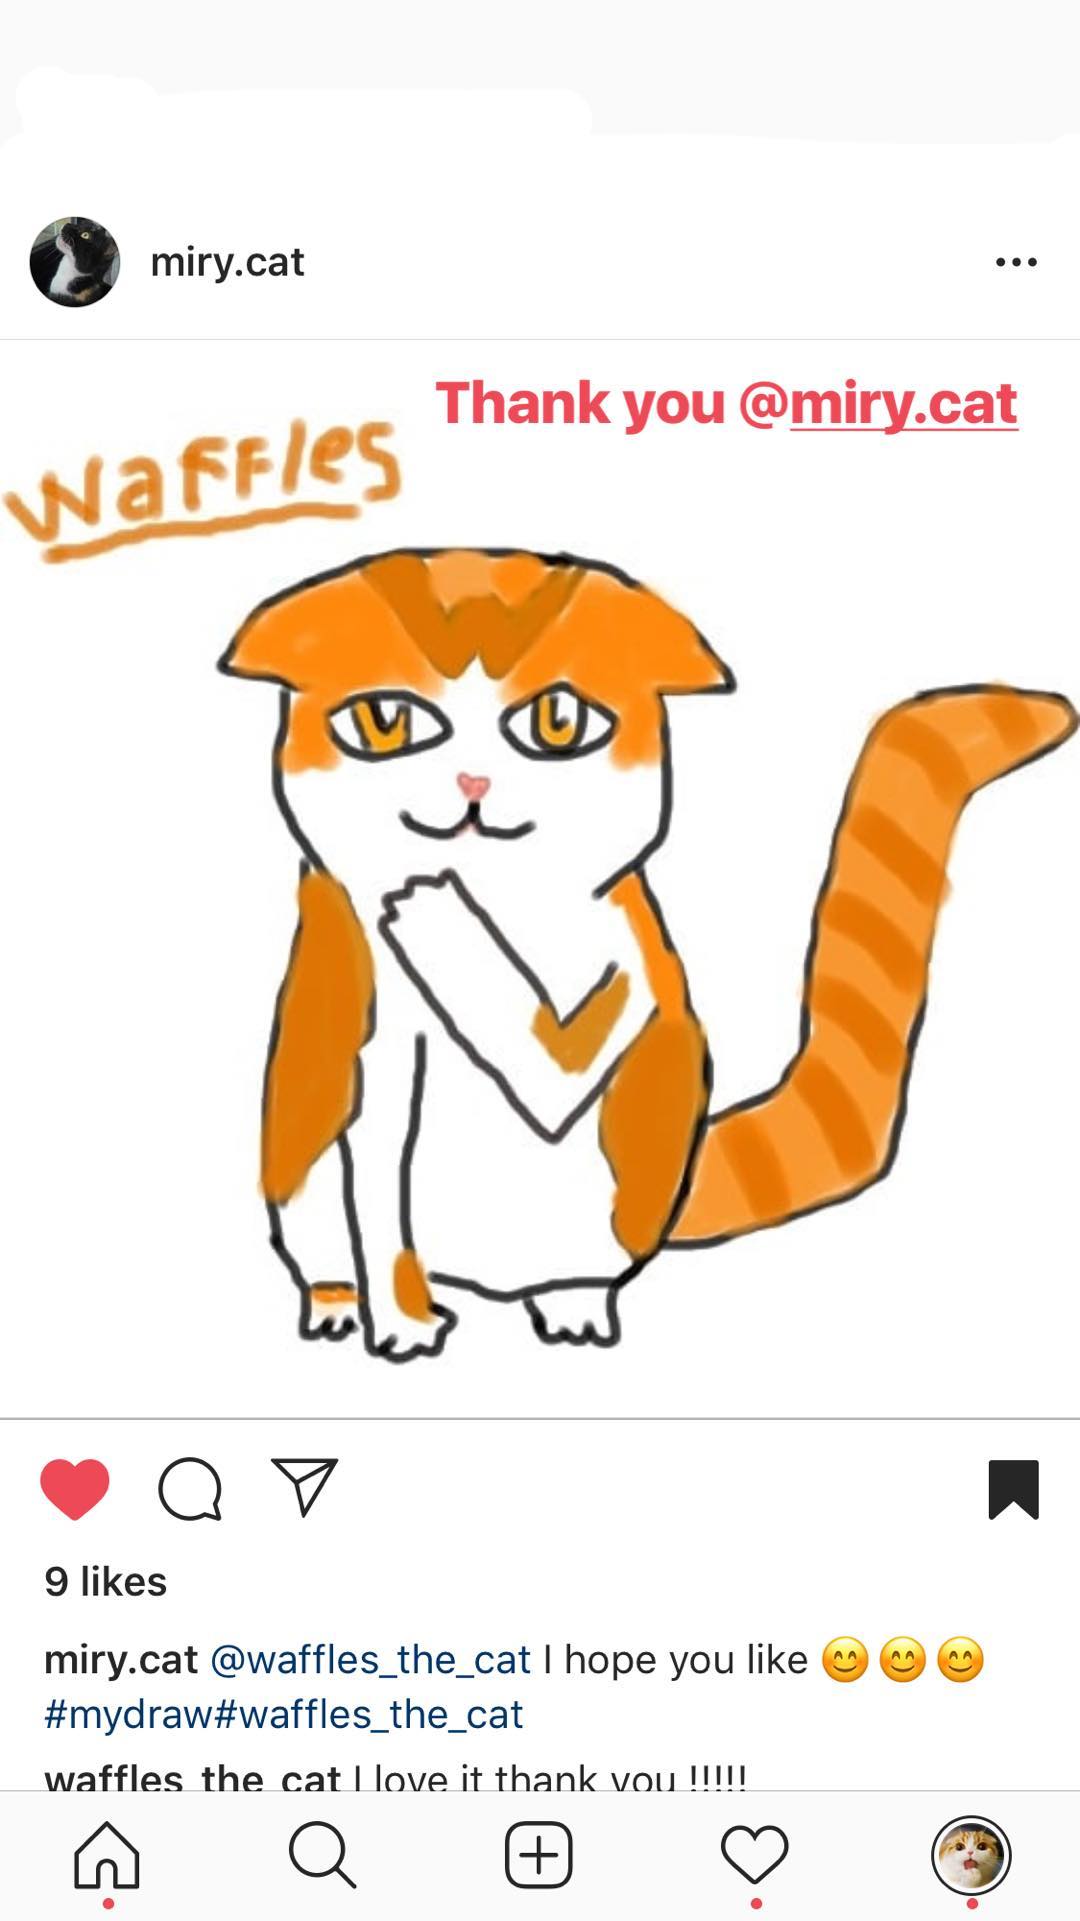 miry.cat
Thank you @miry.cat
Waffles
9 likes
miry.cat @waffles_the_cat I hope you like 😊😊😊
#mydraw#waffles_the_cat
waffles_the_cat I love it thank you !!!!!